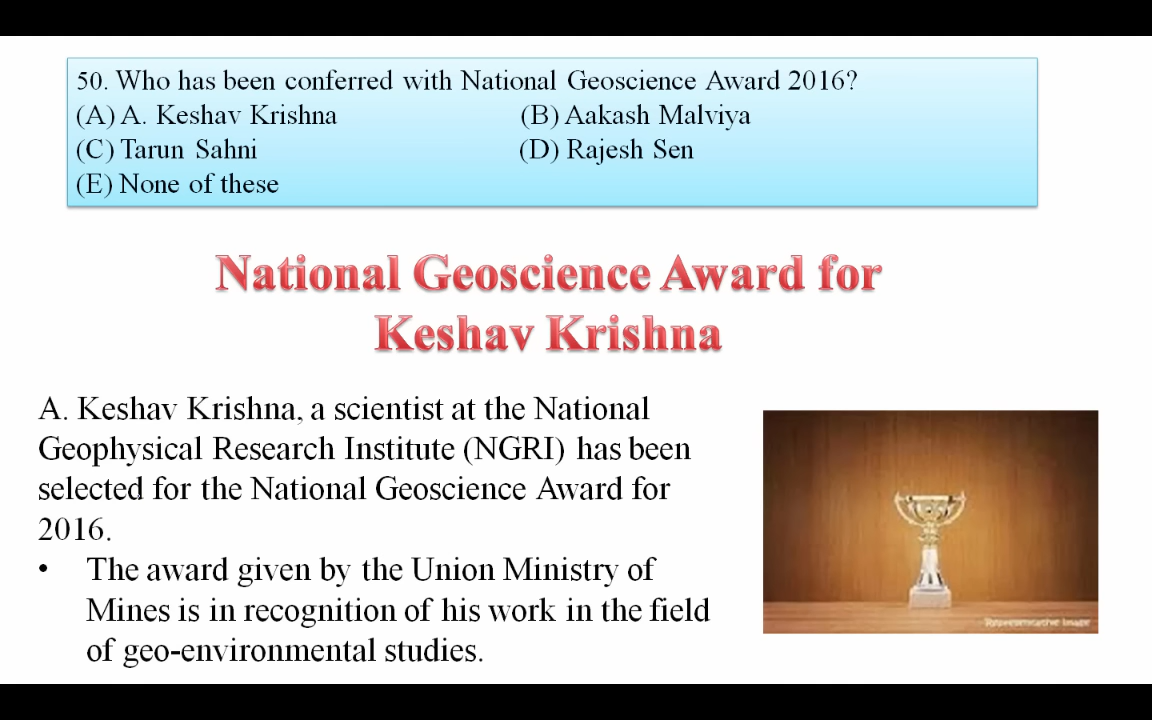 50. Who has been conferred with National Geoscience Award 2016?
(A) A. Keshav Krishna (B) Aakash Malviya
(C) Tarun Sahni (D) Rajesh Sen
(E) None of these
National Geoscience Award for
Keshav Krishna
A. Keshav Krishna, a scientist at the National
Geophysical Research Institute (NGRI) has been
selected for the National Geoscience Award for
2016.
• The award given by the Union Ministry of
Mines is in recognition of his work in the field
of geo-environmental studies.
Representative Image